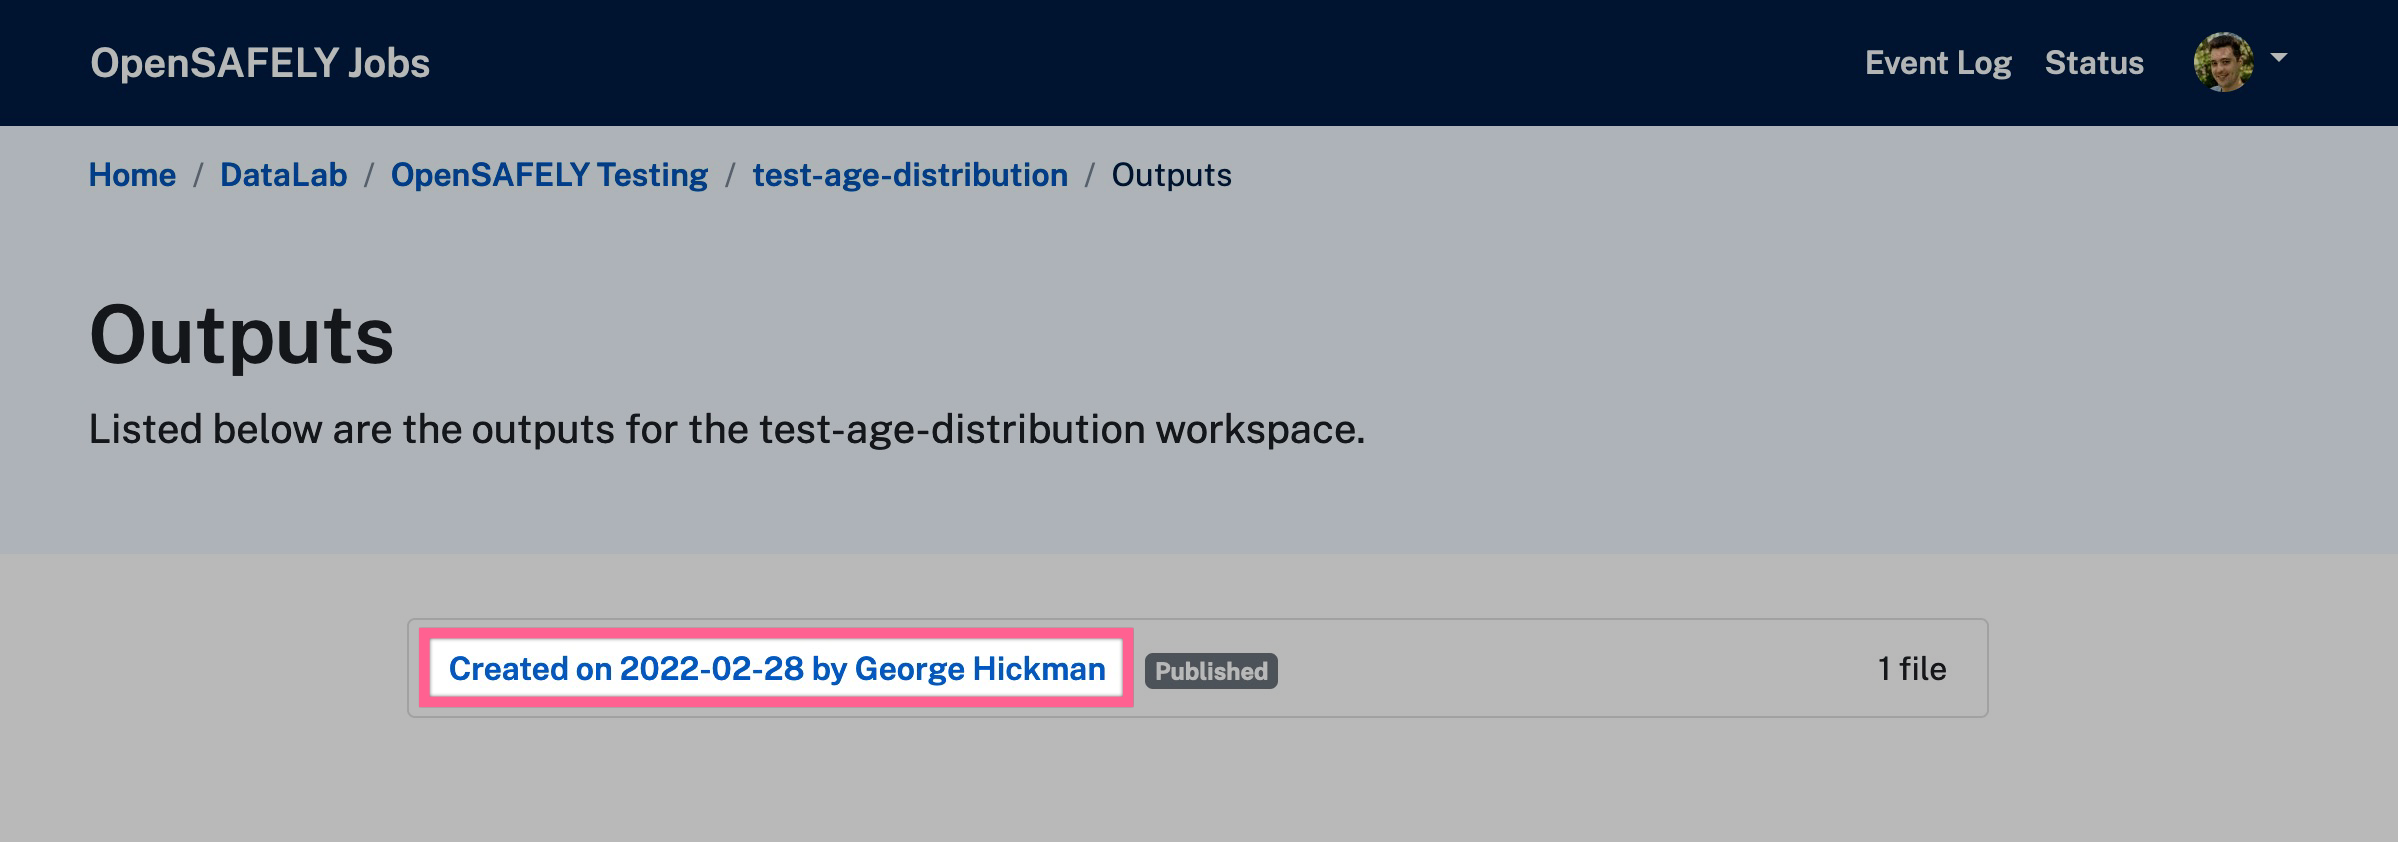 OpenSAFELY Jobs
Event Log Status
Home / DataLab / OpenSAFELY Testing / test-age-distribution / Outputs
Outputs
Listed below are the outputs for the test-age-distribution workspace.
Created on 2022-02-28 by George Hickman Published 1 file